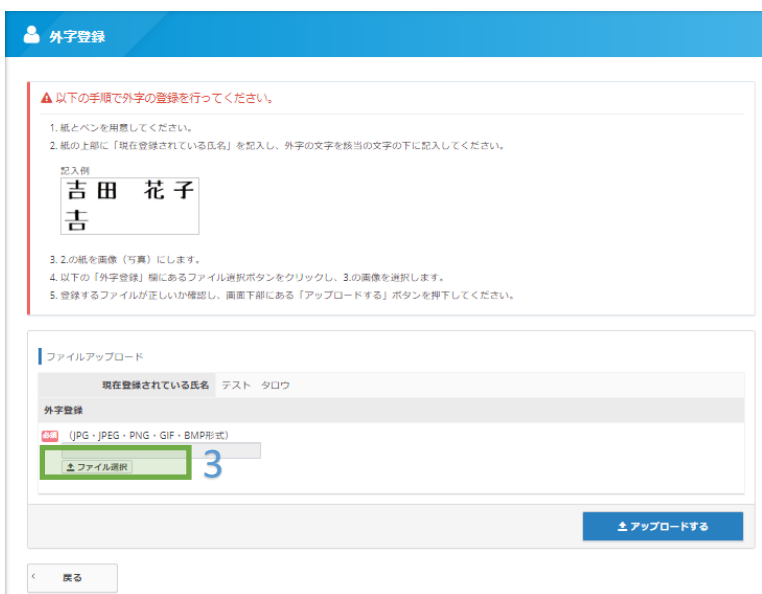 外字登録
以下の手順で外字の登録を行ってください。
1. 紙とペンを用意してください。
2. 紙の上部に「現在登録されている氏名」を記入し、外字の文字を該当の文字の下に記入してください。
記入例
吉田 花子
𠮷
3. 2.の紙を画像（写真）にします。
4. 以下の「外字登録」欄にあるファイル選択ボタンをクリックし、3.の画像を選択します。
5. 登録するファイルが正しいか確認し、画面下部にある「アップロードする」ボタンを押下してください。
ファイルアップロード
現在登録されている氏名 テスト タロウ
外字登録
必須 （JPG・JPEG・PNG・GIF・BMP形式）
ファイル選択 3
アップロードする
戻る